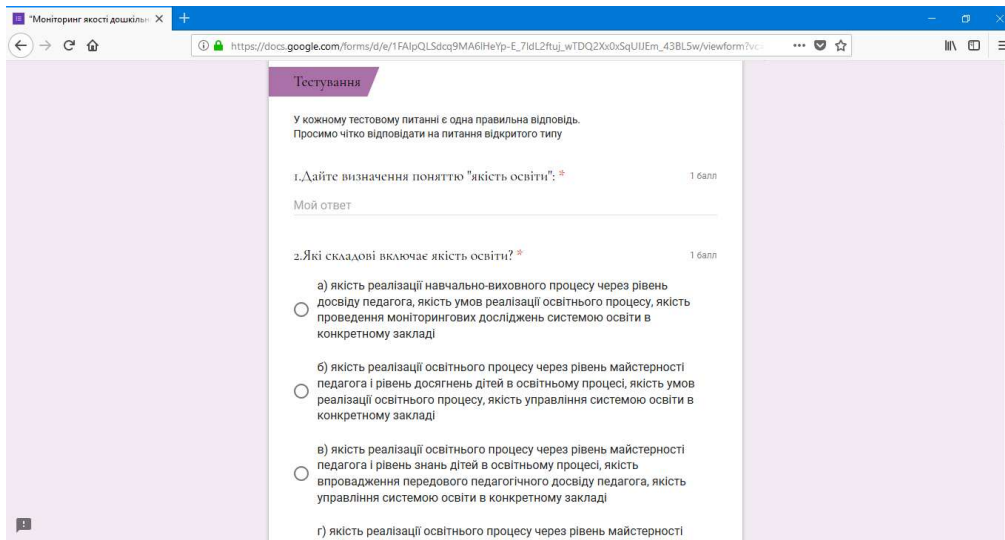 "Моніторинг якості дошкіль
https://docs.google.com/forms/d/e/1FAIpQLSdcq9MA6IHeYp-E_7ldL2ftuj_wTDQ2Xx0xSqUIJEm_43BL5w/viewform?vc
Тестування
У кожному тестовому питанні є одна правильна відповідь.
Просимо чітко відповідати на питання відкритого типу
1.Дайте визначення поняттю "якість освіти": *
1 балл
Мой ответ
2.Які складові включає якість освіти? *
1 балл
а) якість реалізації навчально-виховного процесу через рівень
досвіду педагога, якість умов реалізації освітнього процесу, якість
проведення моніторингових досліджень системою освіти в
конкретному закладі
б) якість реалізації освітнього процесу через рівень майстерності
педагога і рівень досягнень дітей в освітньому процесі, якість умов
реалізації освітнього процесу, якість управління системою освіти в
конкретному закладі
в) якість реалізації освітнього процесу через рівень майстерності
педагога і рівень знань дітей в освітньому процесі, якість
впровадження передового педагогічного досвіду педагога, якість
управління системою освіти в конкретному закладі
г) якість реалізації освітнього процесу через рівень майстерності